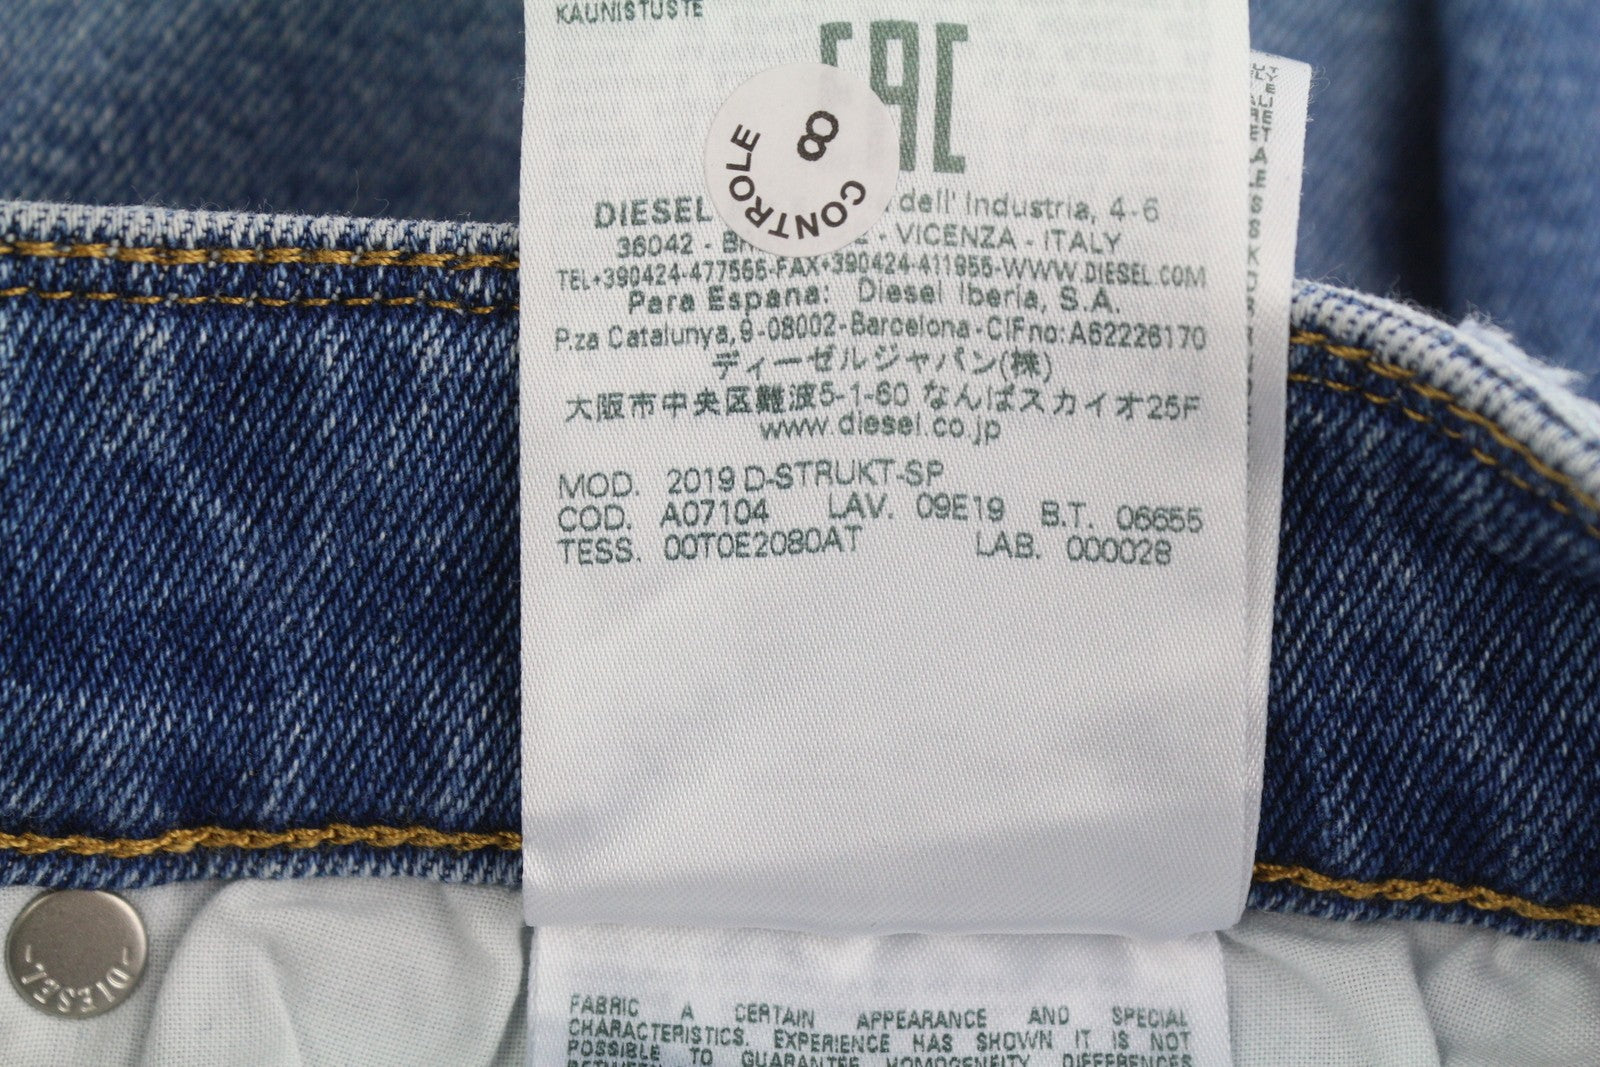 KAUNISTUSTE
EAC
8
CONTROLE
DIESEL dell' Industria, 4-6
36042 - - VICENZA - ITALY
TEL+390424-477555-FAX+390424-411955-WWW.DIESEL.COM
Para Espana: Diesel Iberia, S.A.
P.za Catalunya,9-08002-Barcelona-CIFno:A62226170
ディーゼルジャパン(株)
大阪市中央区難波5-1-60 なんばスカイオ25F
www.diesel.co.jp
MOD. 2019 D-STRUKT-SP
COD. A07104 LAV. 09E19 B.T. 06655
TESS. 00T0E2080AT LAB. 000028
DIESEL
FABRIC A CERTAIN APPEARANCE AND SPECIAL
CHARACTERISTICS. EXPERIENCE HAS SHOWN IT IS NOT
POSSIBLE TO GUARANTEE HOMOGENEITY DIFFERENCES